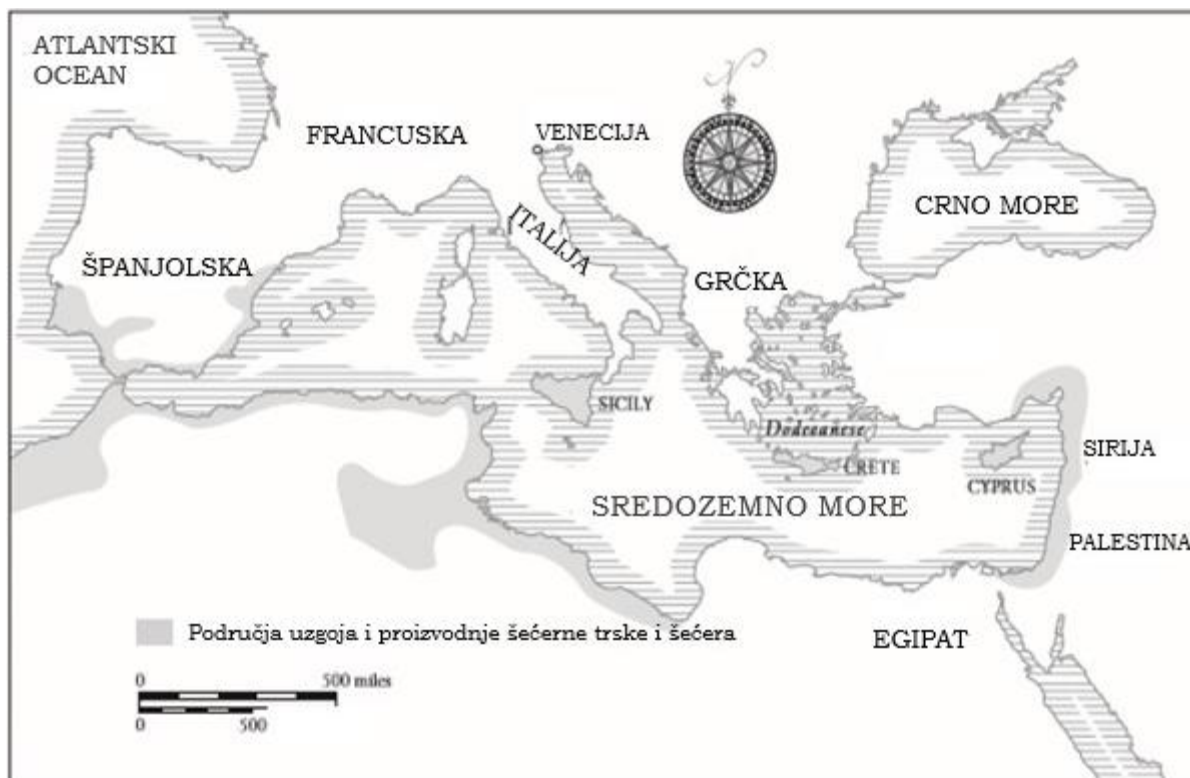 ATLANTSKI
OCEAN
N
FRANCUSKA
VENECIJA
CRNO MORE
ITALIJA
ŠPANJOLSKA
GRČKA
SICILY
Dodecanese
CRETE
CYPRUS
SIRIJA
SREDOZEMNO MORE
PALESTINA
Područja uzgoja i proizvodnje šećerne trske i šećera
EGIPAT
0 500 miles
0 500